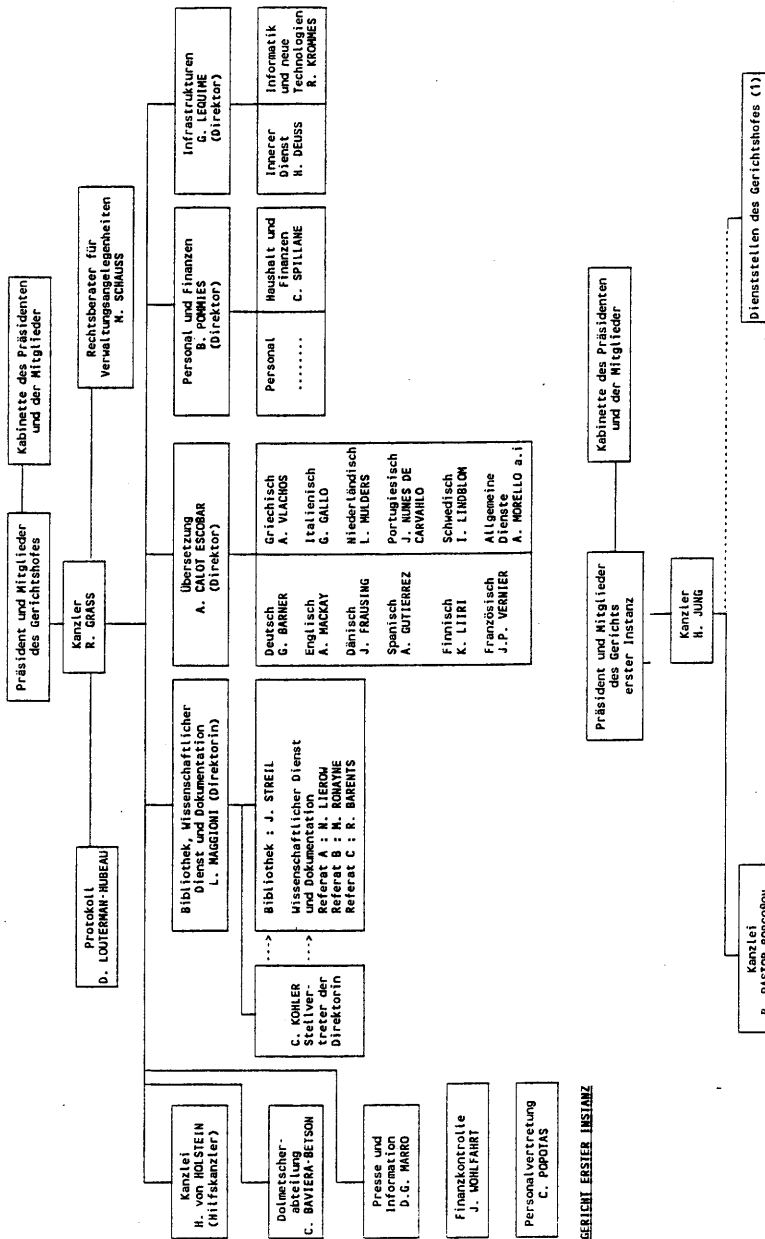 Präsident und Mitglieder
des Gerichtshofes
Kabinette des Präsidenten
und der Mitglieder
Kanzler
R. GRASS
Protokoll
D. LOUTERMAN-HUBEAU
Rechtsberater für
Verwaltungsangelegenheiten
M. SCHAUSS
Kanzlei
H. von HOLSTEIN
(Hilfskanzler)
Dolmetscher-
abteilung
C. BAVIERA-BETSON
Presse und
Information
D.G. MARRO
Finanzkontrolle
J. WOHLFAHRT
Personalvertretung
C. POPOTAS
Bibliothek, Wissenschaftlicher
Dienst und Dokumentation
L. MAGGIONI (Direktorin)
C. KOHLER
Stellver-
treter der
Direktorin
---> Bibliothek : J. STREIL
---> Wissenschaftlicher Dienst
und Dokumentation
Referat A : N. LIEROW
Referat B : M. RONAYNE
Referat C : R. BARENTS
Übersetzung
A. CALOT ESCOBAR
(Direktor)
Deutsch
G. BARNER
Englisch
A. MACKAY
Dänisch
J. FRAUSING
Spanisch
A. GUTIERREZ
Finnisch
K. LIIRI
Französisch
J.P. VERNIER
Griechisch
A. VLACHOS
Italienisch
G. GALLO
Niederländisch
L. MULDERS
Portugiesisch
J. NUNES DE
CARVAHLO
Schwedisch
I. LINDBLOM
Allgemeine
Dienste
A. MORELLO a.i
Personal und Finanzen
B. POMMIES
(Direktor)
Personal
........
Haushalt und
Finanzen
C. SPILLANE
Infrastrukturen
G. LEQUIME
(Direktor)
Innerer
Dienst
H. DEUSS
Informatik
und neue
Technologien
R. KROMMES
GERICHT ERSTER INSTANZ
Präsident und Mitglieder
des Gerichts
erster Instanz
Kabinette des Präsidenten
und der Mitglieder
Kanzler
H. JUNG
Kanzlei
Dienststellen des Gerichtshofes (1)